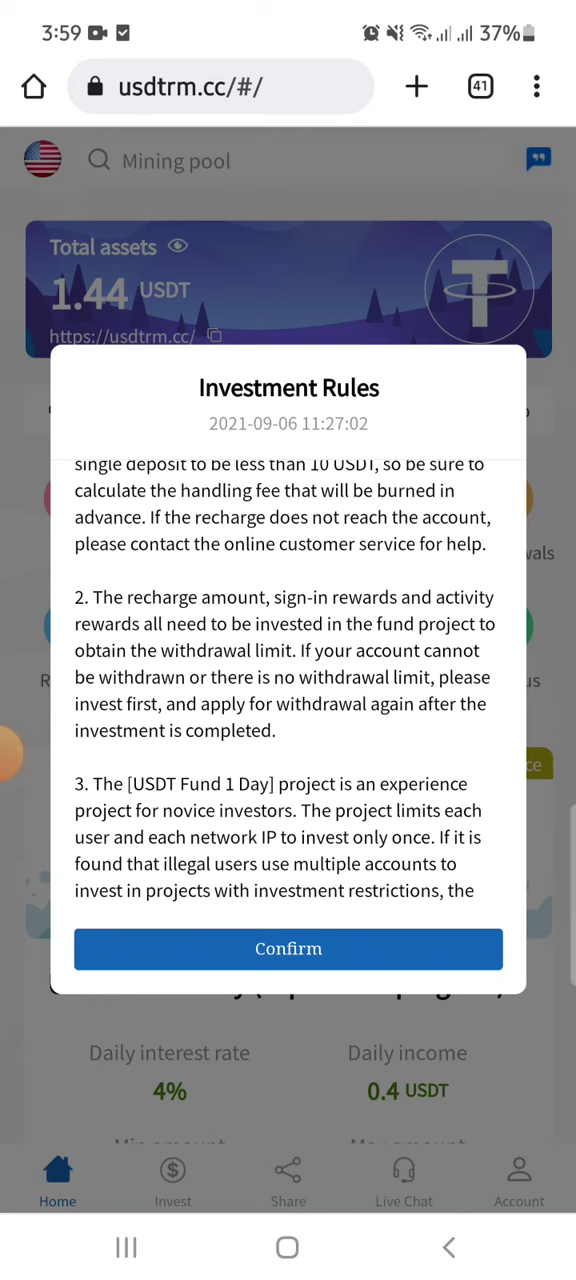 3:59
37%
usdtrm.cc/#/
41
Mining pool
Total assets
1.44 USDT
https://usdtrm.cc/
Investment Rules
2021-09-06 11:27:02
single deposit to be less than 10 USDT, so be sure to
calculate the handling fee that will be burned in
advance. If the recharge does not reach the account,
please contact the online customer service for help.
2. The recharge amount, sign-in rewards and activity
rewards all need to be invested in the fund project to
obtain the withdrawal limit. If your account cannot
be withdrawn or there is no withdrawal limit, please
invest first, and apply for withdrawal again after the
investment is completed.
3. The [USDT Fund 1 Day] project is an experience
project for novice investors. The project limits each
user and each network IP to invest only once. If it is
found that illegal users use multiple accounts to
invest in projects with investment restrictions, the
Confirm
vals
R
us
ce
Daily interest rate
Daily income
4%
0.4 USDT
Min amount
Max amount
Home
Invest
Share
Live Chat
Account